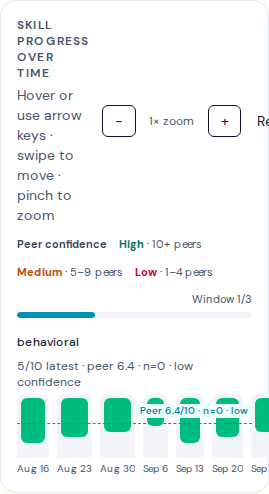 SKILL
PROGRESS
OVER
TIME
Hover or
use arrow
keys ·
swipe to
move ·
pinch to
zoom
− 1× zoom + Re
Peer confidence High · 10+ peers
Medium · 5–9 peers Low · 1–4 peers
Window 1/3
behavioral
5/10 latest · peer 6.4 · n=0 · low
confidence
Peer 6.4/10 · n=0 · low
Aug 16 Aug 23 Aug 30 Sep 6 Sep 13 Sep 20 Sep